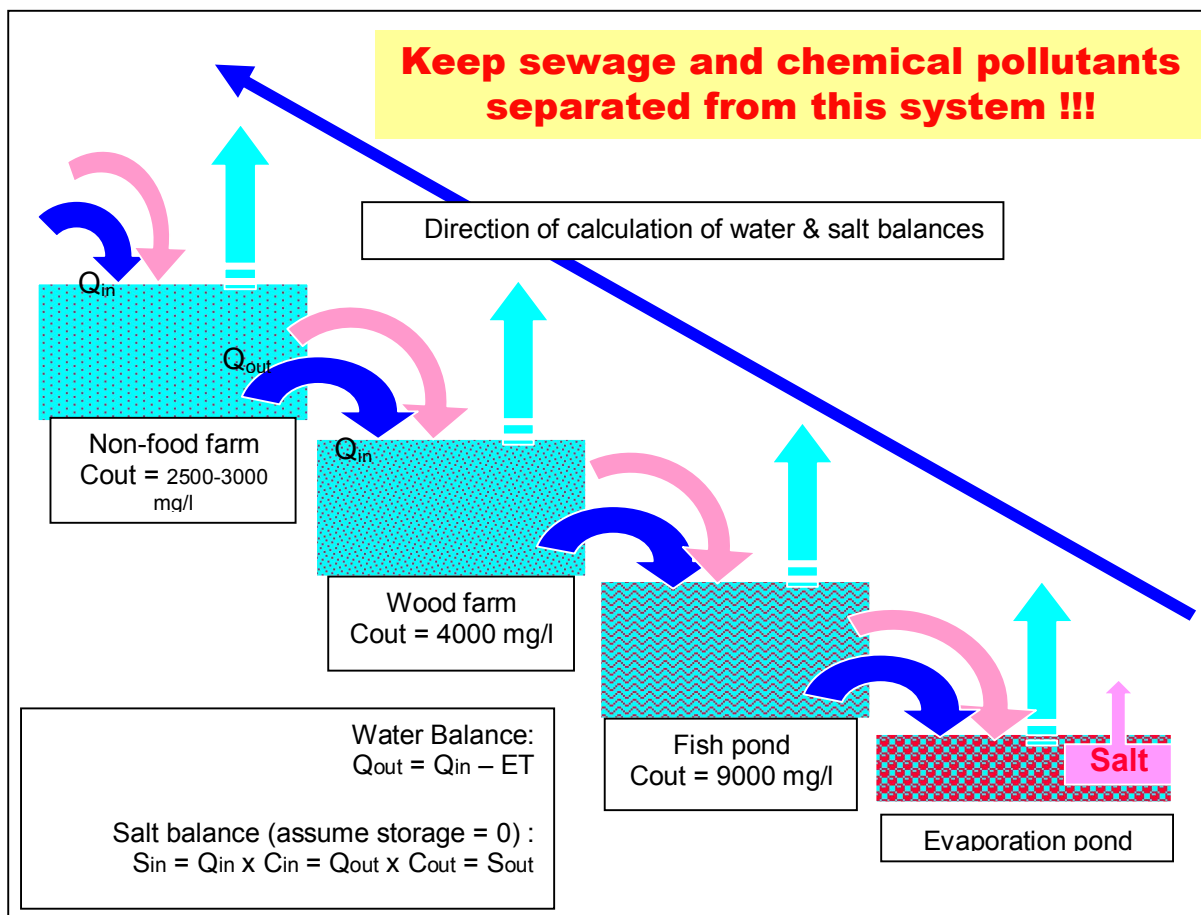 Keep sewage and chemical pollutants
separated from this system !!!
Direction of calculation of water & salt balances
Qin
Qout
Non-food farm
Cout = 2500-3000
mg/l
Qin
Wood farm
Cout = 4000 mg/l
Fish pond
Cout = 9000 mg/l
Salt
Evaporation pond
Water Balance:
Qout = Qin – ET
Salt balance (assume storage = 0) :
Sin = Qin x Cin = Qout x Cout = Sout